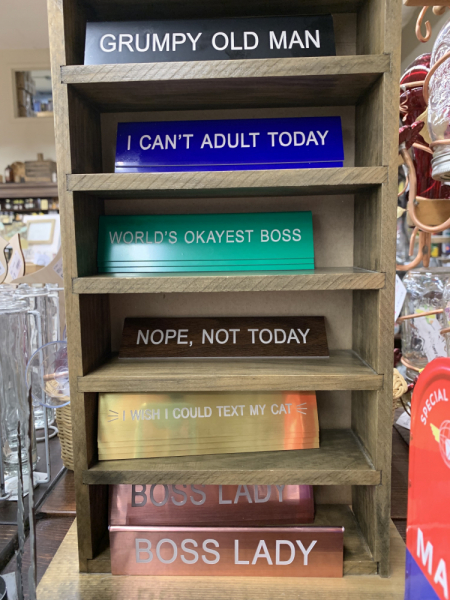 GRUMPY OLD MAN
I CAN'T ADULT TODAY
WORLD'S OKAYEST BOSS
NOPE, NOT TODAY
I WISH I COULD TEXT MY CAT
BOSS LADY
BOSS LADY
SPECIAL
MA